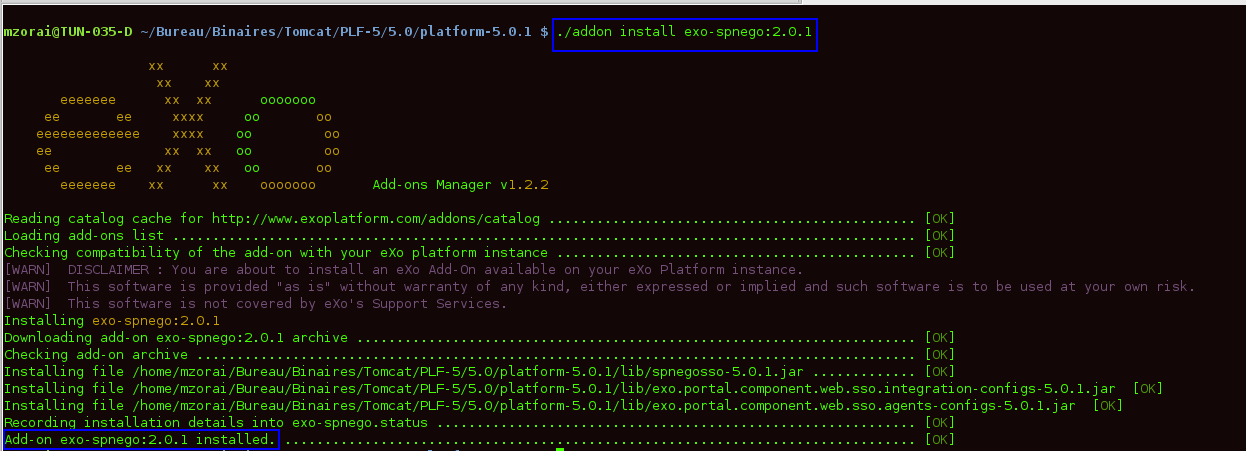 mzorai@TUN-035-D ~/Bureau/Binaires/Tomcat/PLF-5/5.0/platform-5.0.1 $ ./addon install exo-spnego:2.0.1
xx xx
xx xx
eeeeeee xx xx ooooooo
ee ee xxxx oo oo
eeeeeeeeeeeee xxxx oo oo
ee xx xx oo oo
ee ee xx xx oo oo
eeeeeee xx xx ooooooo Add-ons Manager v1.2.2
Reading catalog cache for http://www.exoplatform.com/addons/catalog .............................................. [OK]
Loading add-ons list ............................................................................................. [OK]
Checking compatibility of the add-on with your eXo platform instance ............................................. [OK]
[WARN] DISCLAIMER : You are about to install an eXo Add-On available on your eXo Platform instance.
[WARN] This software is provided "as is" without warranty of any kind, either expressed or implied and such software is to be used at your own risk.
[WARN] This software is not covered by eXo's Support Services.
Installing exo-spnego:2.0.1
Downloading add-on exo-spnego:2.0.1 archive ...................................................................... [OK]
Checking add-on archive .......................................................................................... [OK]
Installing file /home/mzorai/Bureau/Binaires/Tomcat/PLF-5/5.0/platform-5.0.1/lib/spnegosso-5.0.1.jar ............. [OK]
Installing file /home/mzorai/Bureau/Binaires/Tomcat/PLF-5/5.0/platform-5.0.1/lib/exo.portal.component.web.sso.integration-configs-5.0.1.jar [OK]
Installing file /home/mzorai/Bureau/Binaires/Tomcat/PLF-5/5.0/platform-5.0.1/lib/exo.portal.component.web.sso.agents-configs-5.0.1.jar [OK]
Recording installation details into exo-spnego.status ............................................................ [OK]
Add-on exo-spnego:2.0.1 installed. ............................................................................... [OK]